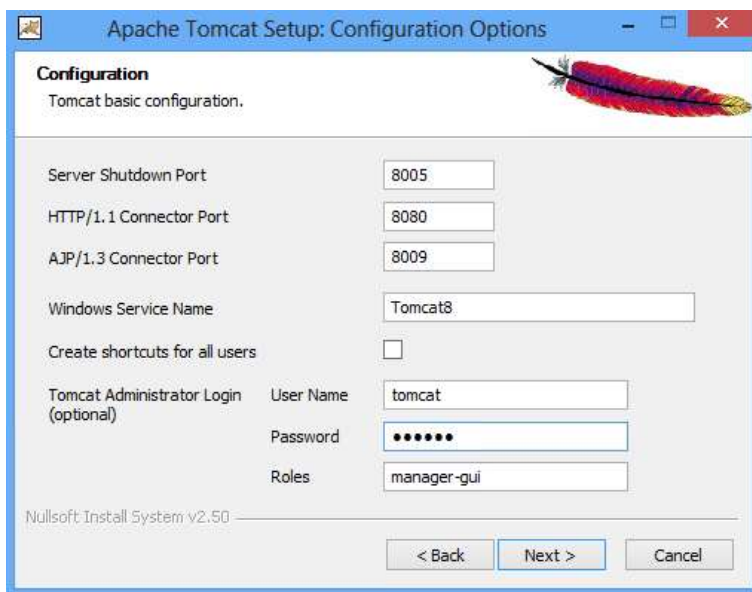 Apache Tomcat Setup: Configuration Options
Configuration
Tomcat basic configuration.
Server Shutdown Port 8005
HTTP/1.1 Connector Port 8080
AJP/1.3 Connector Port 8009
Windows Service Name Tomcat8
Create shortcuts for all users
Tomcat Administrator Login
(optional)
User Name tomcat
Password ••••••
Roles manager-gui
Nullsoft Install System v2.50
< Back Next > Cancel